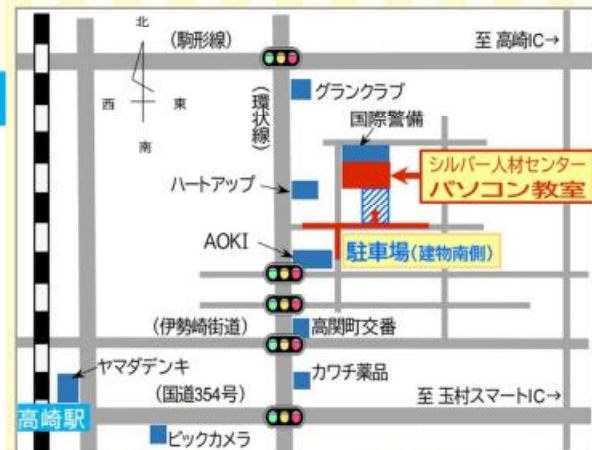 北
(駒形線)
至 高崎IC→
西
東
南
(環状線)
グランクラブ
国際警備
シルバー人材センター
パソコン教室
ハートアップ
AOKI
駐車場(建物南側)
(伊勢崎街道)
高関町交番
ヤマダデンキ
カワチ薬品
(国道354号)
至 玉村スマートIC→
高崎駅
ビックカメラ